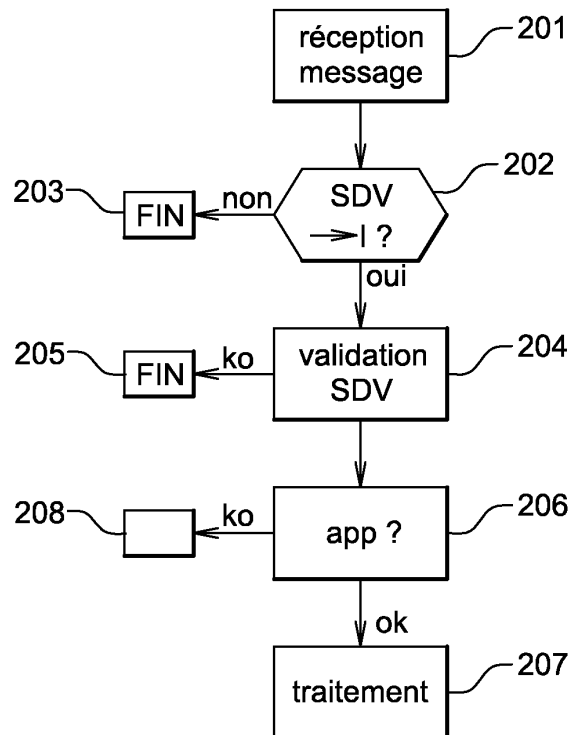 réception
message
201
SDV
→I ?
202
non
FIN
203
oui
validation
SDV
204
ko
FIN
205
app ?
206
ko
208
ok
traitement
207